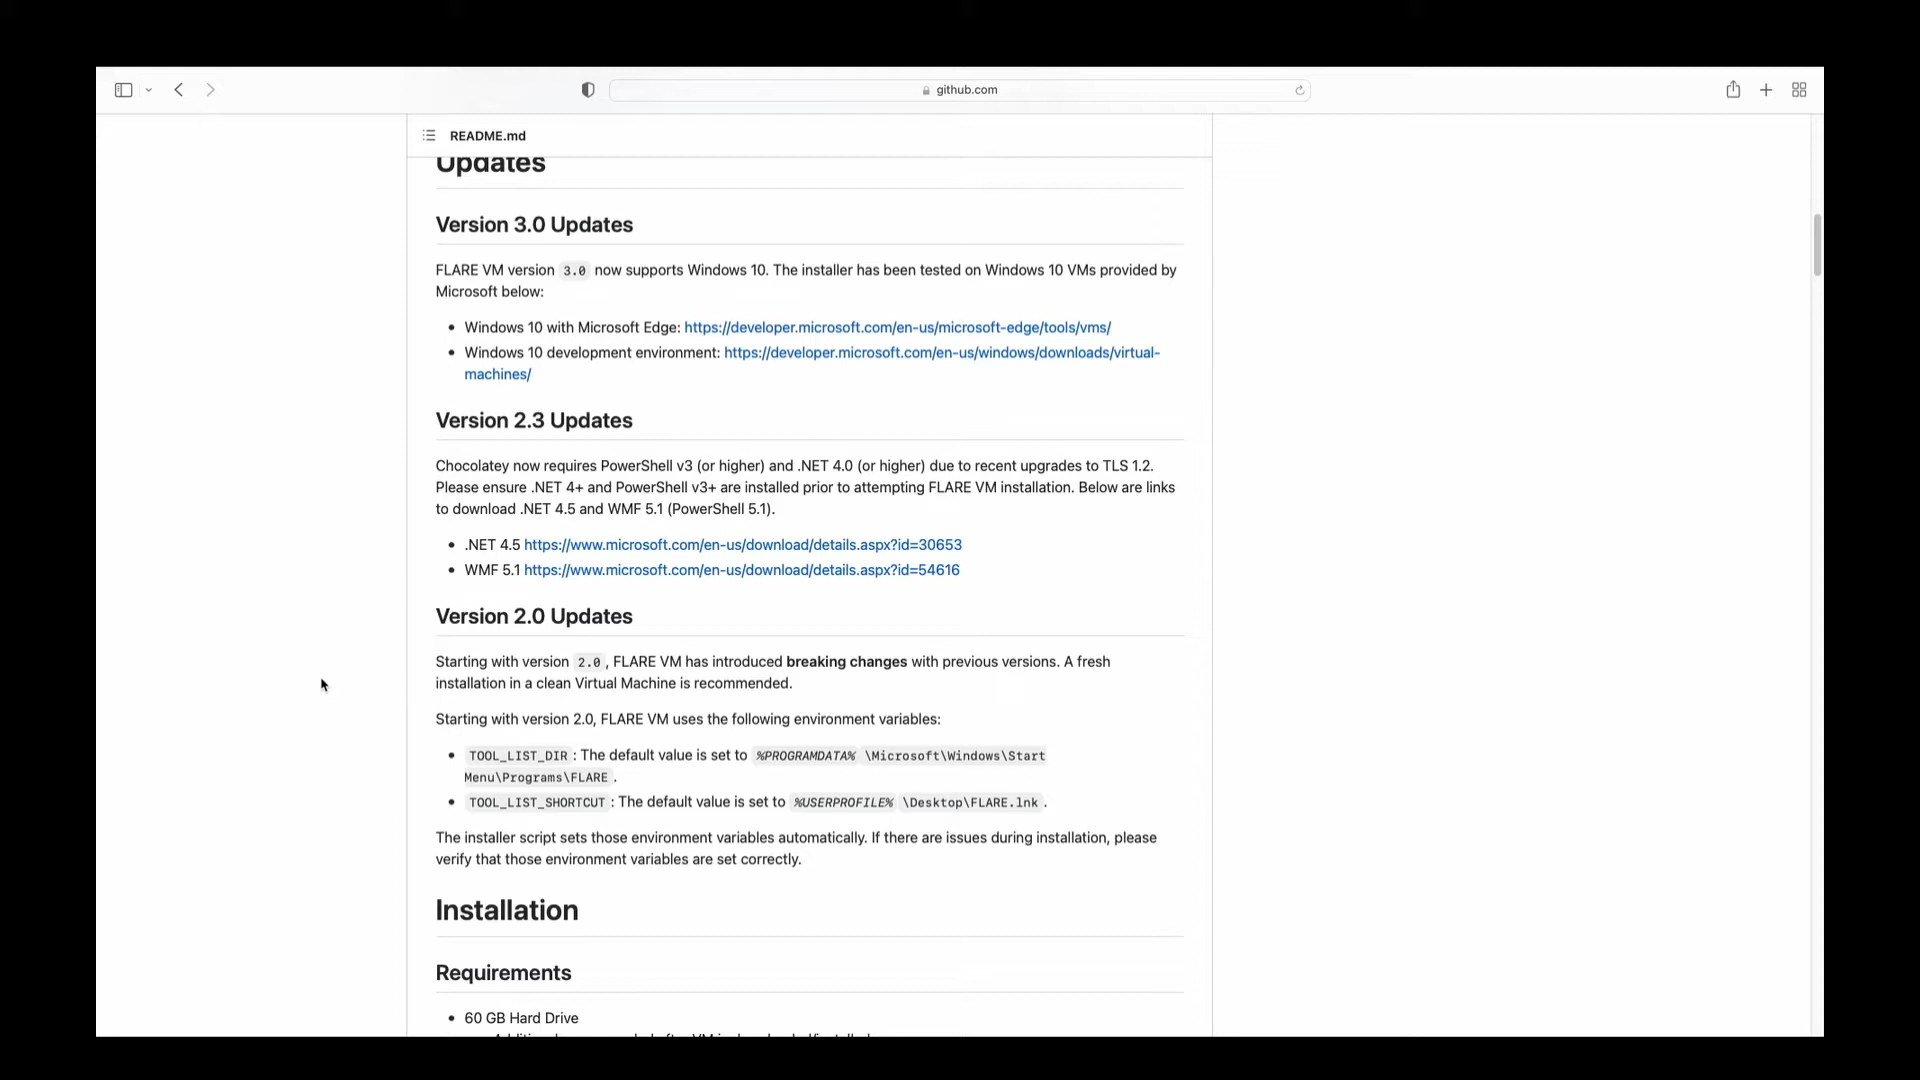 github.com
README.md
Updates
Version 3.0 Updates
FLARE VM version 3.0 now supports Windows 10. The installer has been tested on Windows 10 VMs provided by
Microsoft below:
• Windows 10 with Microsoft Edge: https://developer.microsoft.com/en-us/microsoft-edge/tools/vms/
• Windows 10 development environment: https://developer.microsoft.com/en-us/windows/downloads/virtual-
machines/
Version 2.3 Updates
Chocolatey now requires PowerShell v3 (or higher) and .NET 4.0 (or higher) due to recent upgrades to TLS 1.2.
Please ensure .NET 4+ and PowerShell v3+ are installed prior to attempting FLARE VM installation. Below are links
to download .NET 4.5 and WMF 5.1 (PowerShell 5.1).
• .NET 4.5 https://www.microsoft.com/en-us/download/details.aspx?id=30653
• WMF 5.1 https://www.microsoft.com/en-us/download/details.aspx?id=54616
Version 2.0 Updates
Starting with version 2.0 , FLARE VM has introduced breaking changes with previous versions. A fresh
installation in a clean Virtual Machine is recommended.
Starting with version 2.0, FLARE VM uses the following environment variables:
• TOOL_LIST_DIR : The default value is set to %PROGRAMDATA% \Microsoft\Windows\Start
Menu\Programs\FLARE .
• TOOL_LIST_SHORTCUT : The default value is set to %USERPROFILE% \Desktop\FLARE.lnk .
The installer script sets those environment variables automatically. If there are issues during installation, please
verify that those environment variables are set correctly.
Installation
Requirements
• 60 GB Hard Drive